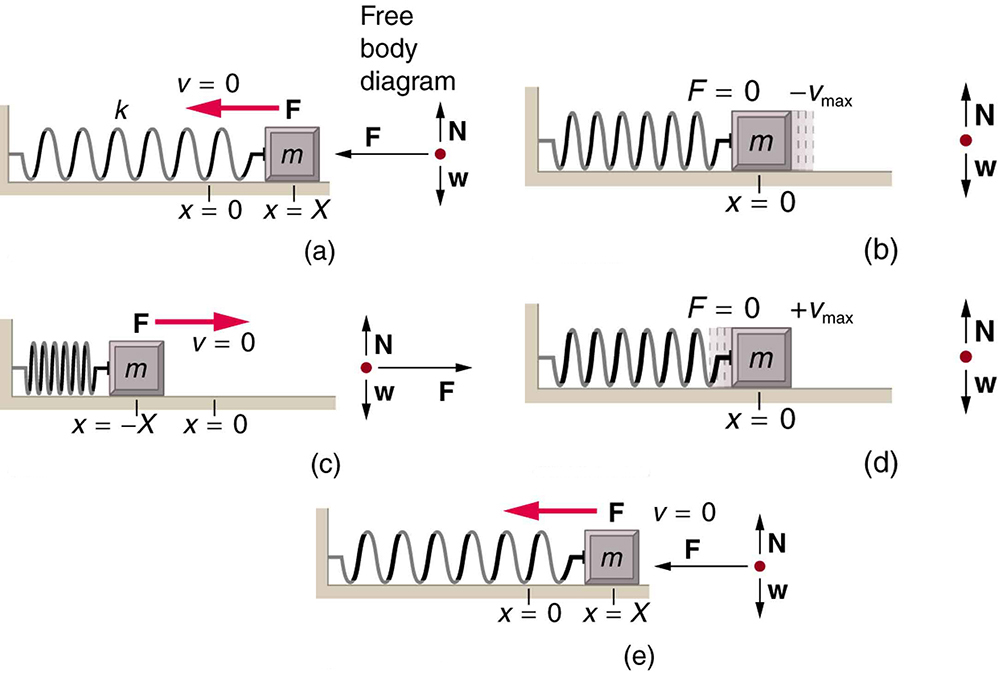 Free
body
diagram
v = 0
k
F
m
F
N
w
x = 0
x = X
(a)
F = 0
−vmax
m
N
w
x = 0
(b)
F
v = 0
m
N
w
F
x = −X
x = 0
(c)
F = 0
+vmax
m
N
w
x = 0
(d)
F
v = 0
m
F
N
w
x = 0
x = X
(e)